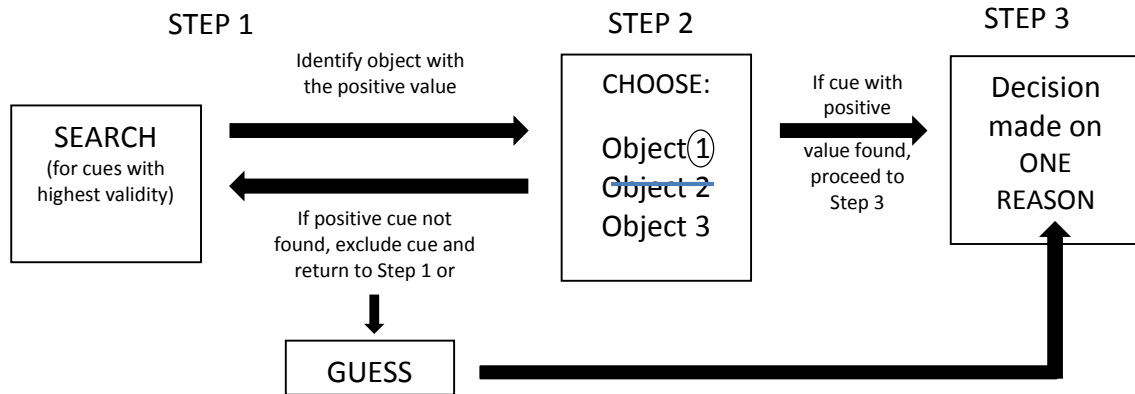 STEP 1
STEP 2
STEP 3
Identify object with
the positive value
SEARCH
(for cues with
highest validity)
If positive cue not
found, exclude cue and
return to Step 1 or
GUESS
CHOOSE:
Object 1
Object 2
Object 3
If cue with
positive
value found,
proceed to
Step 3
Decision
made on
ONE
REASON